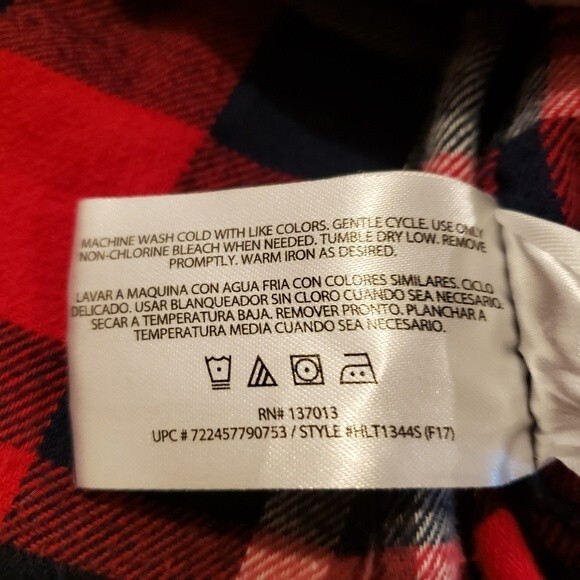 MACHINE WASH COLD WITH LIKE COLORS. GENTLE CYCLE. USE ONLY
NON-CHLORINE BLEACH WHEN NEEDED. TUMBLE DRY LOW. REMOVE
PROMPTLY. WARM IRON AS DESIRED.
LAVAR A MAQUINA CON AGUA FRIA CON COLORES SIMILARES. CICLO
DELICADO. USAR BLANQUEADOR SIN CLORO CUANDO SEA NECESARIO.
SECAR A TEMPERATURA BAJA. REMOVER PRONTO. PLANCHAR A
TEMPERATURA MEDIA CUANDO SEA NECESARIO.
RN# 137013
UPC # 722457790753 / STYLE #HLT1344S (F17)